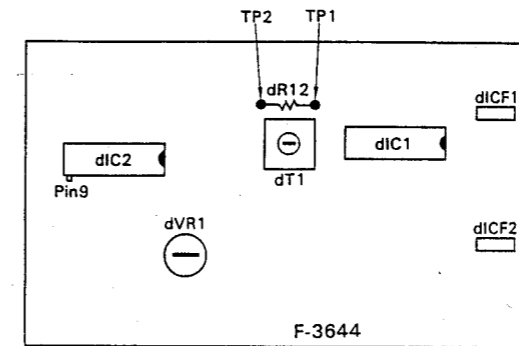 TP2 TP1
dR12
dICF1
dIC2
dIC1
Pin9
dT1
dVR1
dICF2
F-3644